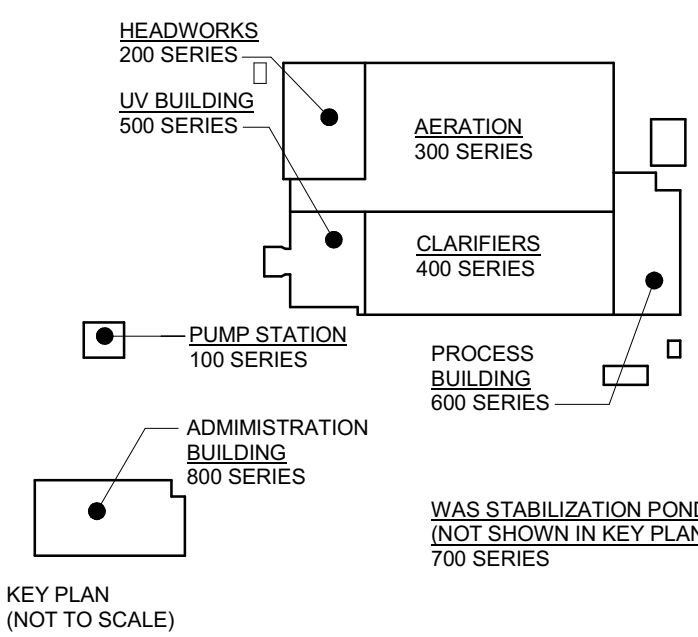 HEADWORKS
200 SERIES
UV BUILDING
500 SERIES
AERATION
300 SERIES
CLARIFIERS
400 SERIES
PUMP STATION
100 SERIES
PROCESS
BUILDING
600 SERIES
ADMIMISTRATION
BUILDING
800 SERIES
WAS STABILIZATION POND
(NOT SHOWN IN KEY PLAN
700 SERIES
KEY PLAN
(NOT TO SCALE)